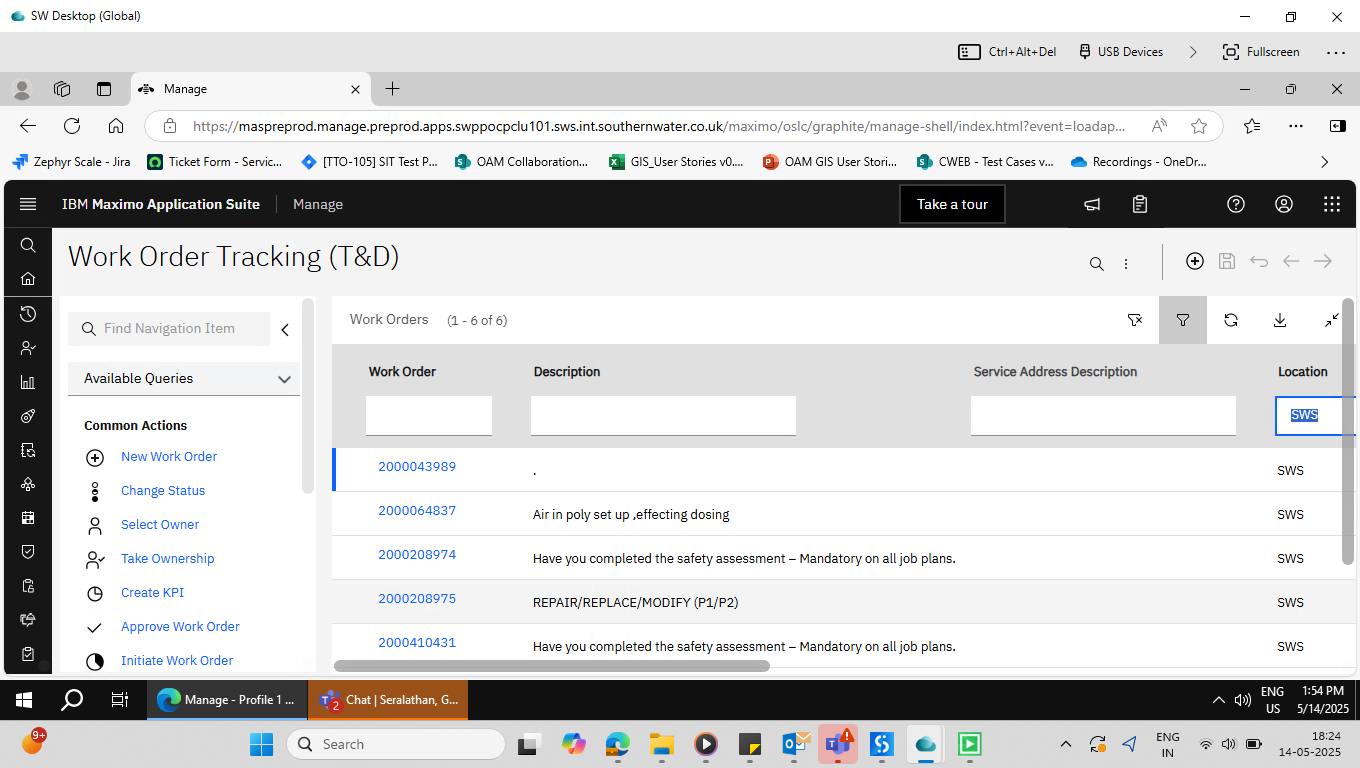 SW Desktop (Global)
Ctrl+Alt+Del
USB Devices
Fullscreen
Manage
https://maspreprod.manage.preprod.apps.swppocpclu101.sws.int.southernwater.co.uk/maximo/oslc/graphite/manage-shell/index.html?event=loadap...
Zephyr Scale - Jira
Ticket Form - Servic...
[TTO-105] SIT Test P...
OAM Collaboration...
GIS_User Stories v0....
OAM GIS User Stori...
CWEB - Test Cases v...
Recordings - OneDr...
IBM Maximo Application Suite
Manage
Take a tour
Work Order Tracking (T&D)
Find Navigation Item
Available Queries
Common Actions
New Work Order
Change Status
Select Owner
Take Ownership
Create KPI
Approve Work Order
Initiate Work Order
Work Orders (1 - 6 of 6)
Work Order Description Service Address Description Location
SWS
2000043989 . SWS
2000064837 Air in poly set up ,effecting dosing SWS
2000208974 Have you completed the safety assessment – Mandatory on all job plans. SWS
2000208975 REPAIR/REPLACE/MODIFY (P1/P2) SWS
2000410431 Have you completed the safety assessment – Mandatory on all job plans. SWS
Manage - Profile 1 ...
2
Chat | Seralathan, G...
ENG
US
1:54 PM
5/14/2025
9+
Search
ENG
IN
18:24
14-05-2025